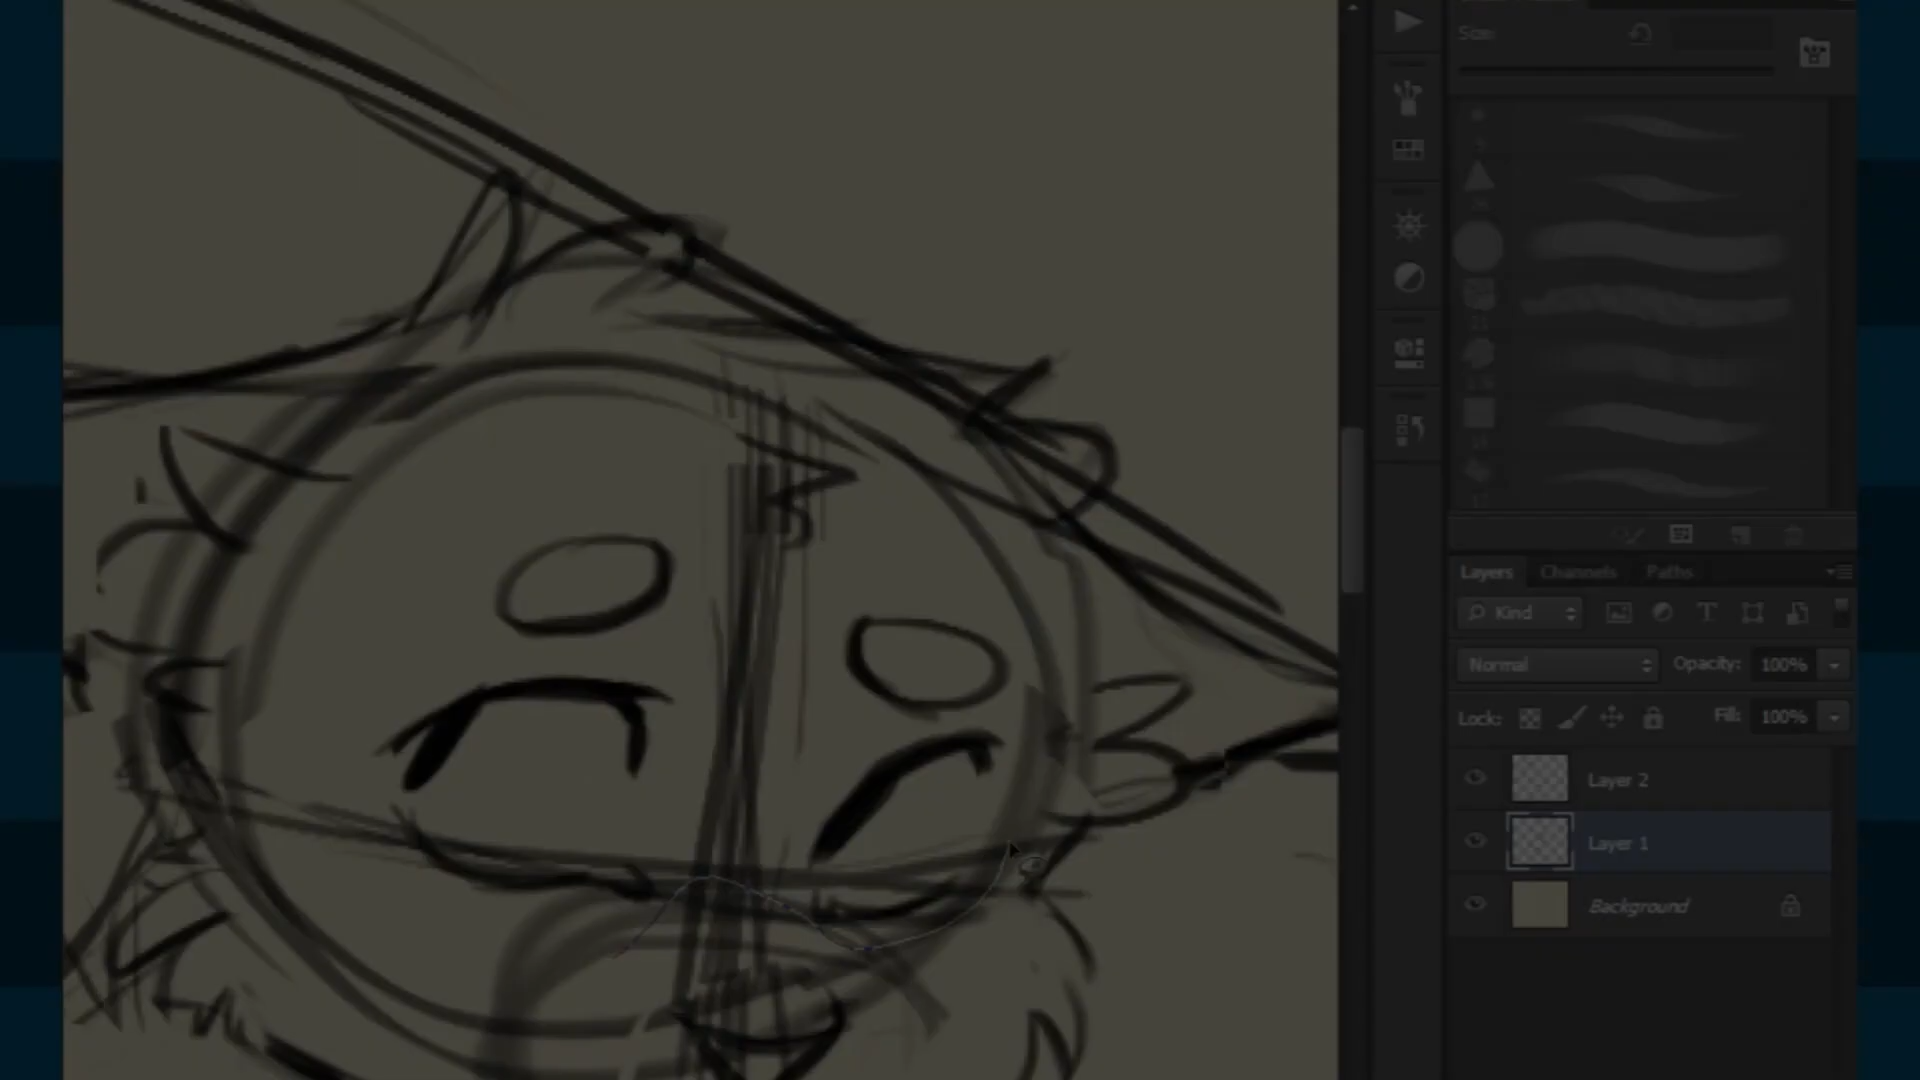 Size:
Layers Channels Paths
Kind
Normal Opacity: 100%
Lock: Fill: 100%
Layer 2
Layer 1
Background